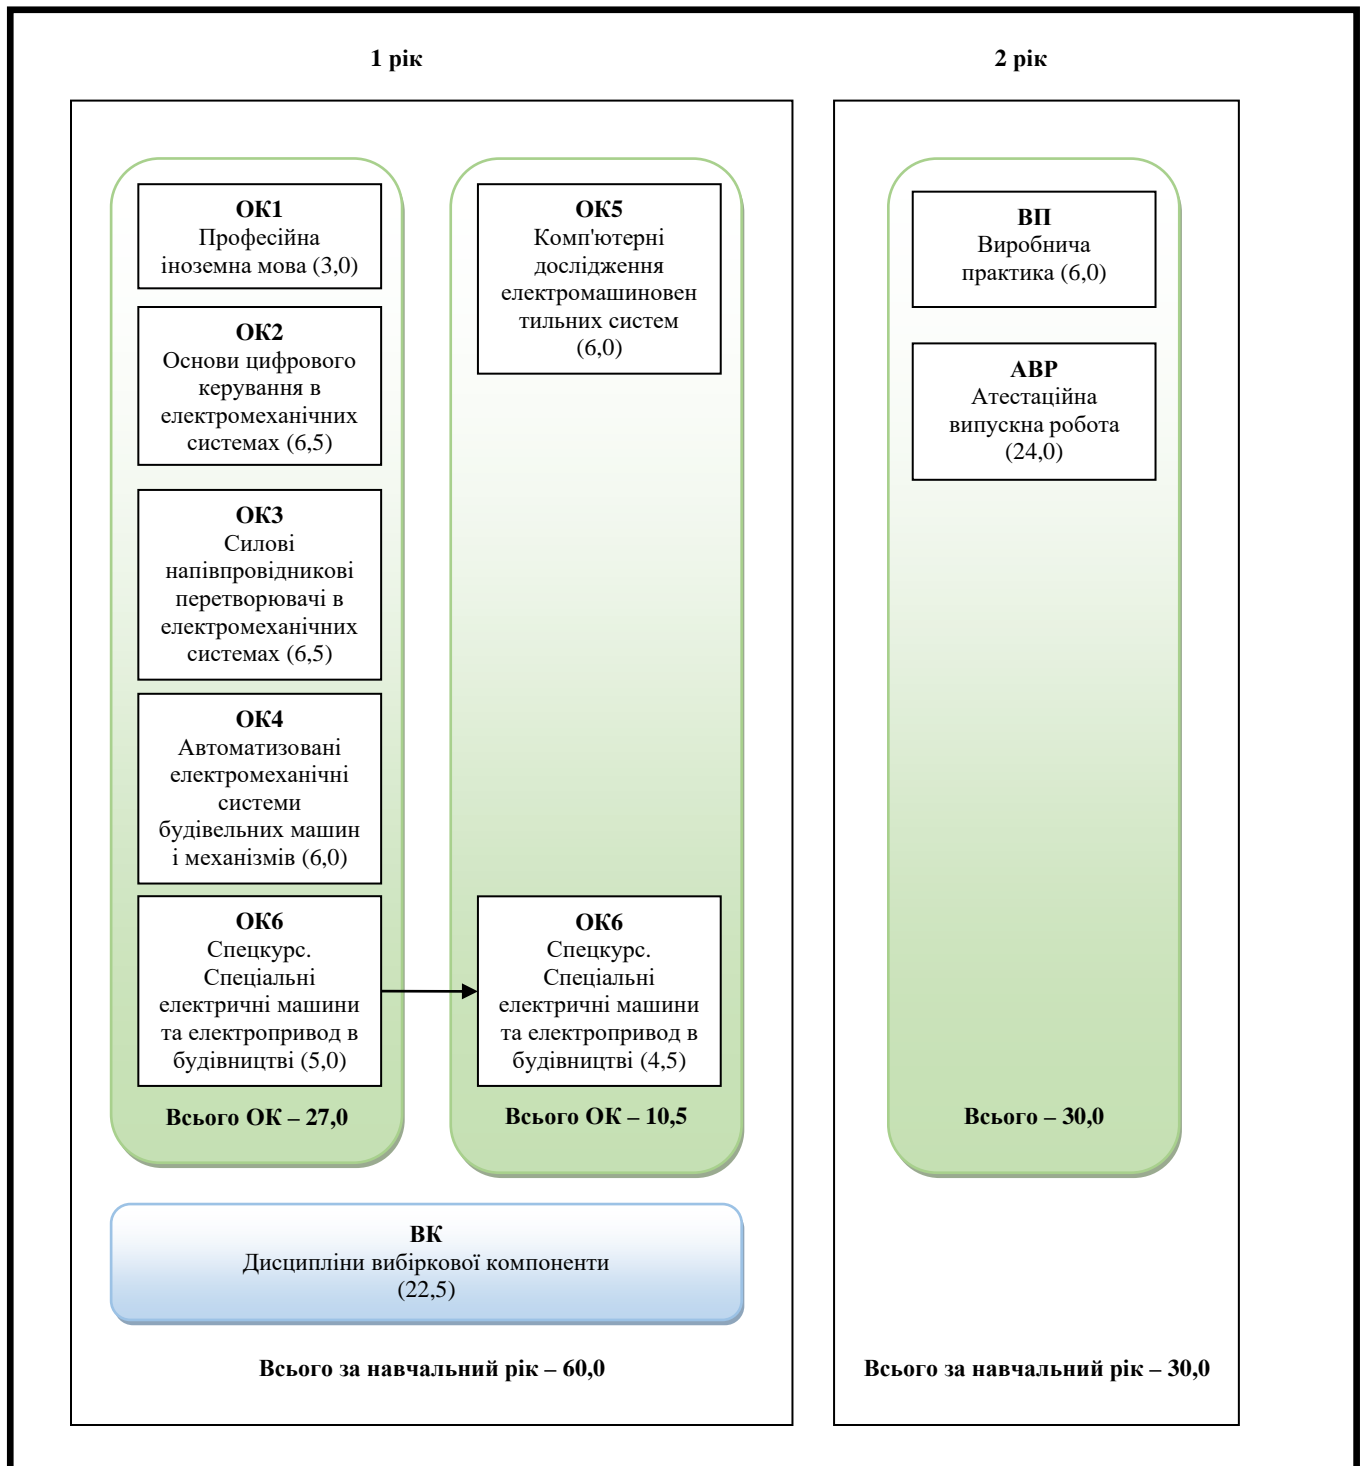 1 рік
2 рік
ОК1
Професійна
іноземна мова (3,0)
ОК2
Основи цифрового
керування в
електромеханічних
системах (6,5)
ОК3
Силові
напівпровідникові
перетворювачі в
електромеханічних
системах (6,5)
ОК4
Автоматизовані
електромеханічні
системи
будівельних машин
і механізмів (6,0)
ОК6
Спецкурс.
Спеціальні
електричні машини
та електропривод в
будівництві (5,0)
Всього ОК – 27,0
ОК5
Комп'ютерні
дослідження
електромашиновен
тильних систем
(6,0)
ОК6
Спецкурс.
Спеціальні
електричні машини
та електропривод в
будівництві (4,5)
Всього ОК – 10,5
ВК
Дисципліни вибіркової компоненти
(22,5)
Всього за навчальний рік – 60,0
ВП
Виробнича
практика (6,0)
АВР
Атестаційна
випускна робота
(24,0)
Всього – 30,0
Всього за навчальний рік – 30,0